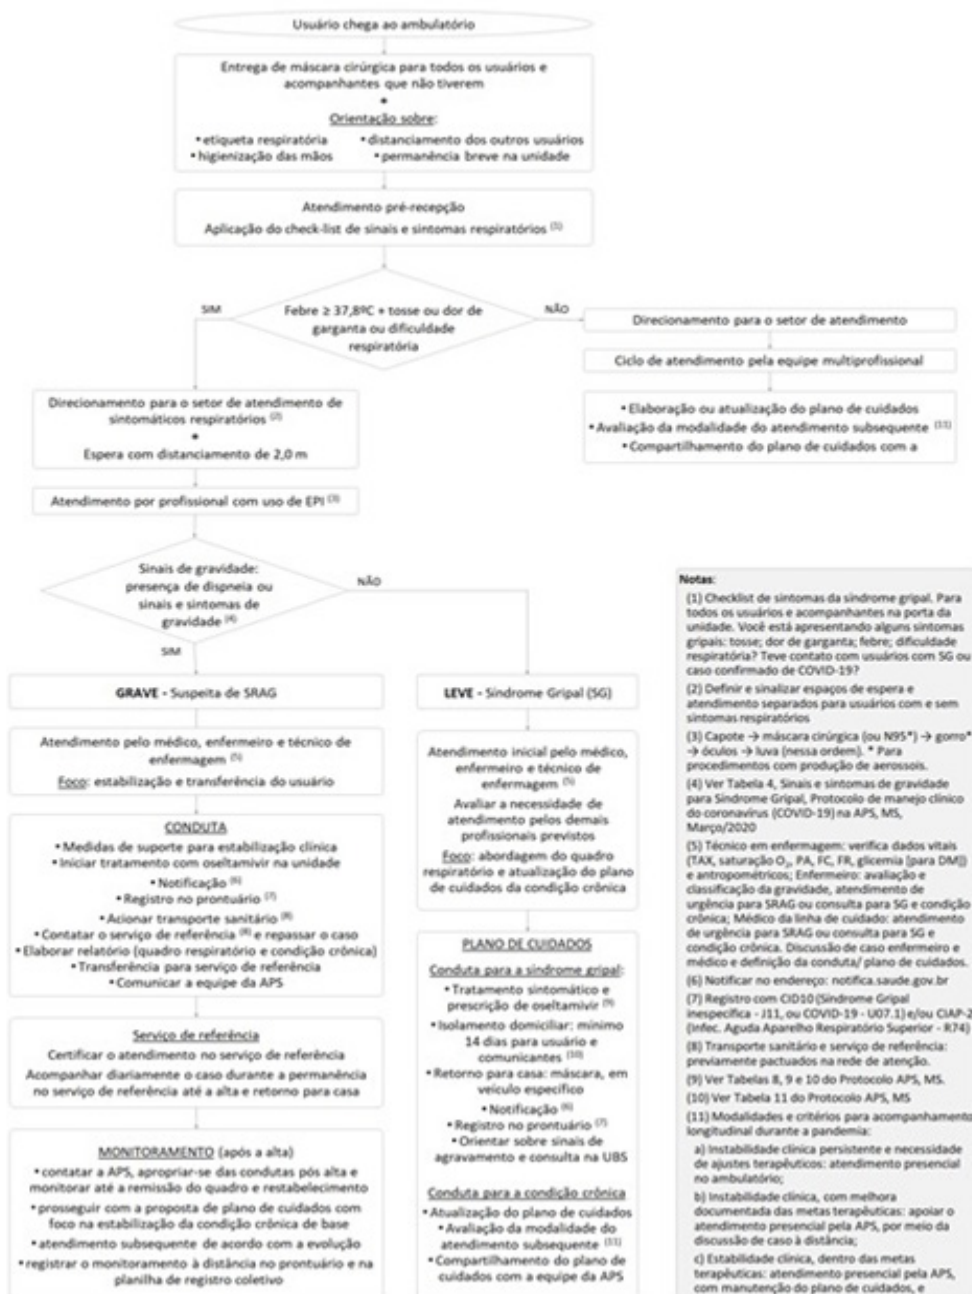 Usuário chega ao ambulatório
Entrega de máscara cirúrgica para todos os usuários e
acompanhantes que não tiverem
•
Orientação sobre:
• etiqueta respiratória • distanciamento dos outros usuários
• higienização das mãos • permanência breve na unidade
Atendimento pré-recepção
Aplicação do check-list de sinais e sintomas respiratórios (1)
SIM
Febre ≥ 37,8ºC + tosse ou dor de
garganta ou dificuldade
respiratória
NÃO
Direcionamento para o setor de atendimento
Ciclo de atendimento pela equipe multiprofissional
• Elaboração ou atualização do plano de cuidados
• Avaliação da modalidade do atendimento subsequente (11)
• Compartilhamento do plano de cuidados com a
Direcionamento para o setor de atendimento de
sintomáticos respiratórios (2)
•
Espera com distanciamento de 2,0 m
Atendimento por profissional com uso de EPI (3)
Sinais de gravidade:
presença de dispneia ou
sinais e sintomas de
gravidade (4)
NÃO
SIM
GRAVE - Suspeita de SRAG
Atendimento pelo médico, enfermeiro e técnico de
enfermagem (5)
Foco: estabilização e transferência do usuário
CONDUTA
• Medidas de suporte para estabilização clínica
• Iniciar tratamento com oseltamivir na unidade
• Notificação (6)
• Registro no prontuário (7)
• Acionar transporte sanitário (8)
• Contatar o serviço de referência (8) e repassar o caso
• Elaborar relatório (quadro respiratório e condição crônica)
• Transferência para serviço de referência
• Comunicar a equipe da APS
Serviço de referência
Certificar o atendimento no serviço de referência
Acompanhar diariamente o caso durante a permanência
no serviço de referência até a alta e retorno para casa
MONITORAMENTO (após a alta)
• contatar a APS, apropriar-se das condutas pós alta e
monitorar até a remissão do quadro e restabelecimento
• prosseguir com a proposta de plano de cuidados com
foco na estabilização da condição crônica de base
• atendimento subsequente de acordo com a evolução
• registrar o monitoramento à distância no prontuário e na
planilha de registro coletivo
LEVE - Síndrome Gripal (SG)
Atendimento inicial pelo médico,
enfermeiro e técnico de
enfermagem (5)
Avaliar a necessidade de
atendimento pelos demais
profissionais previstos
Foco: abordagem do quadro
respiratório e atualização do plano
de cuidados da condição crônica
PLANO DE CUIDADOS
Conduta para a síndrome gripal:
• Tratamento sintomático e
prescrição de oseltamivir (9)
• Isolamento domiciliar: mínimo
14 dias para usuário e
comunicantes (10)
• Retorno para casa: máscara, em
veículo específico
• Notificação (6)
• Registro no prontuário (7)
• Orientar sobre sinais de
agravamento e consulta na UBS
Conduta para a condição crônica
• Atualização do plano de cuidados
• Avaliação da modalidade do
atendimento subsequente (11)
• Compartilhamento do plano de
cuidados com a equipe da APS
Notas:
(1) Checklist de sintomas da síndrome gripal. Para
todos os usuários e acompanhantes na porta da
unidade. Você está apresentando alguns sintomas
gripais: tosse; dor de garganta; febre; dificuldade
respiratória? Teve contato com usuários com SG ou
caso confirmado de COVID-19?
(2) Definir e sinalizar espaços de espera e
atendimento separados para usuários com e sem
sintomas respiratórios
(3) Capote → máscara cirúrgica (ou N95*) → gorro*
→ óculos → luva (nessa ordem). * Para
procedimentos com produção de aerossois.
(4) Ver Tabela 4, Sinais e sintomas de gravidade
para Síndrome Gripal, Protocolo de manejo clínico
do coronavírus (COVID-19) na APS, MS,
Março/2020
(5) Técnico em enfermagem: verifica dados vitais
(TAX, saturação O₂, PA, FC, FR, glicemia [para DM])
e antropométricos; Enfermeiro: avaliação e
classificação da gravidade, atendimento de
urgência para SRAG ou consulta para SG e condição
crônica; Médico da linha de cuidado: atendimento
de urgência para SRAG ou consulta para SG e
condição crônica. Discussão de caso enfermeiro e
médico e definição da conduta/ plano de cuidados.
(6) Notificar no endereço: notifica.saude.gov.br
(7) Registro com CID10 (Síndrome Gripal
inespecífica - J11, ou COVID-19 - U07.1) e/ou CIAP-2
(Infec. Aguda Aparelho Respiratório Superior - R74)
(8) Transporte sanitário e serviço de referência:
previamente pactuados na rede de atenção.
(9) Ver Tabelas 8, 9 e 10 do Protocolo APS, MS.
(10) Ver Tabela 11 do Protocolo APS, MS
(11) Modalidades e critérios para acompanhamento
longitudinal durante a pandemia:
a) Instabilidade clínica persistente e necessidade
de ajustes terapêuticos: atendimento presencial
no ambulatório;
b) Instabilidade clínica, com melhora
documentada das metas terapêuticas: apoiar o
atendimento presencial pela APS, por meio da
discussão de caso à distância;
c) Estabilidade clínica, dentro das metas
terapêuticas: atendimento presencial pela APS,
com manutenção do plano de cuidados, e